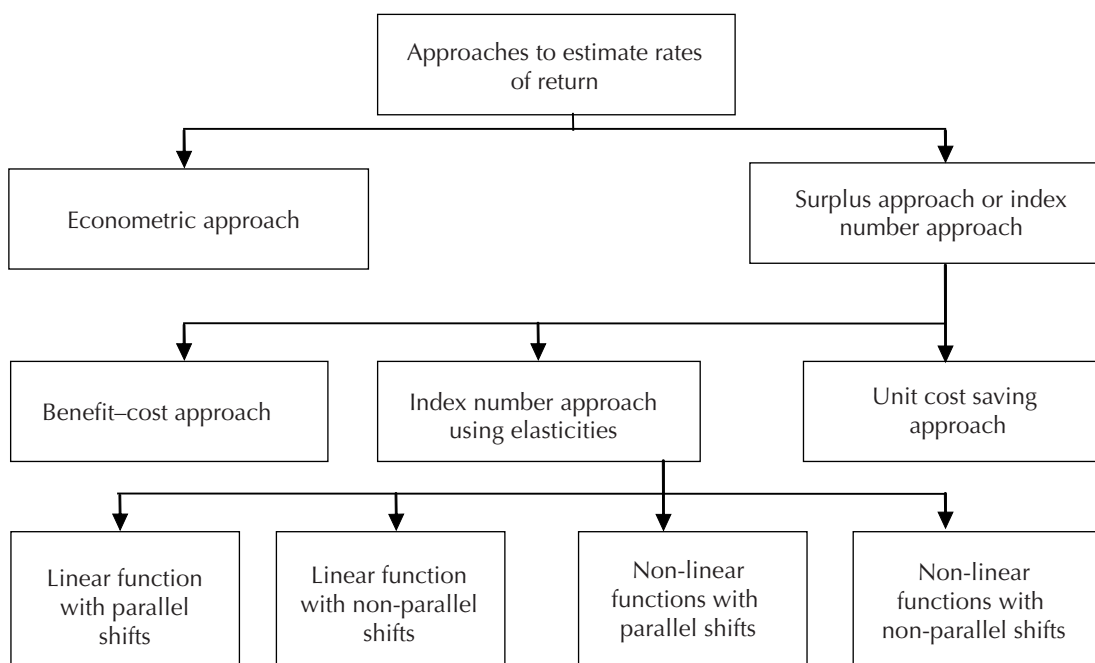 Approaches to estimate rates
of return
Econometric approach
Surplus approach or index
number approach
Benefit–cost approach
Index number approach
using elasticities
Unit cost saving
approach
Linear function
with parallel
shifts
Linear function
with non-parallel
shifts
Non-linear
functions with
parallel shifts
Non-linear
functions with
non-parallel shifts